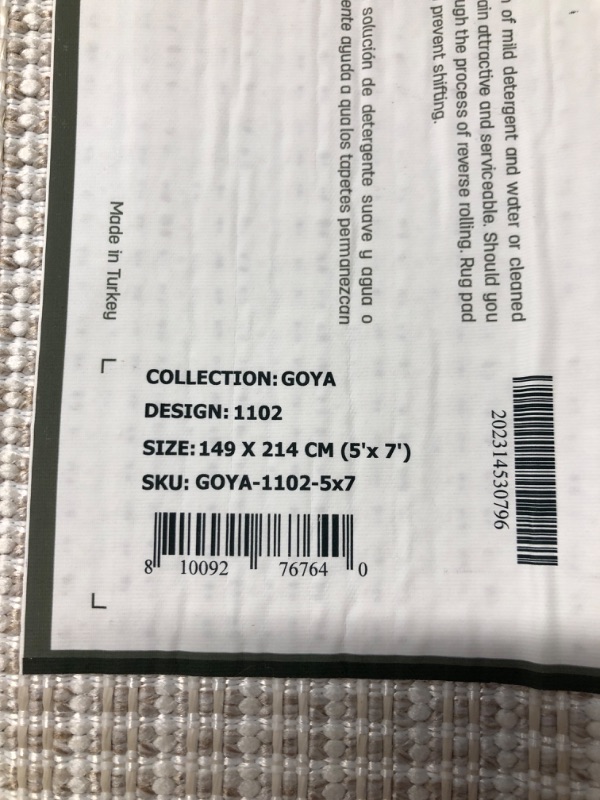 of mild detergent and water or cleaned
ain attractive and serviceable. Should you
ugh the process of reverse rolling. Rug pad
prevent shifting.
solución de detergente suave y agua o
ente ayuda a qualos tapetes permanezcan
Made in Turkey
COLLECTION: GOYA
DESIGN: 1102
SIZE: 149 X 214 CM (5'x 7')
SKU: GOYA-1102-5x7
8 10092 76764 0
202314530796